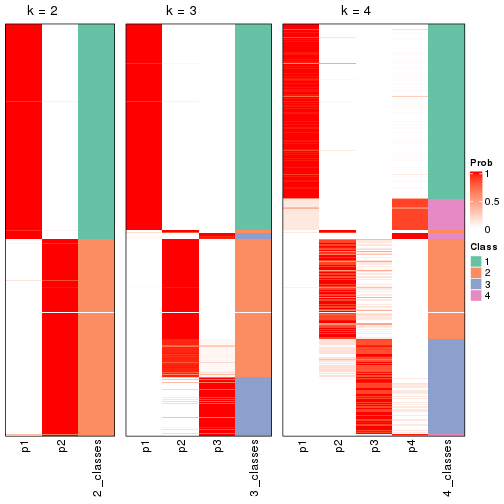 k = 2
k = 3
k = 4
p1
p2
2_classes
p1
p2
p3
3_classes
p1
p2
p3
p4
4_classes
Prob
1
0.5
0
Class
1
2
3
4